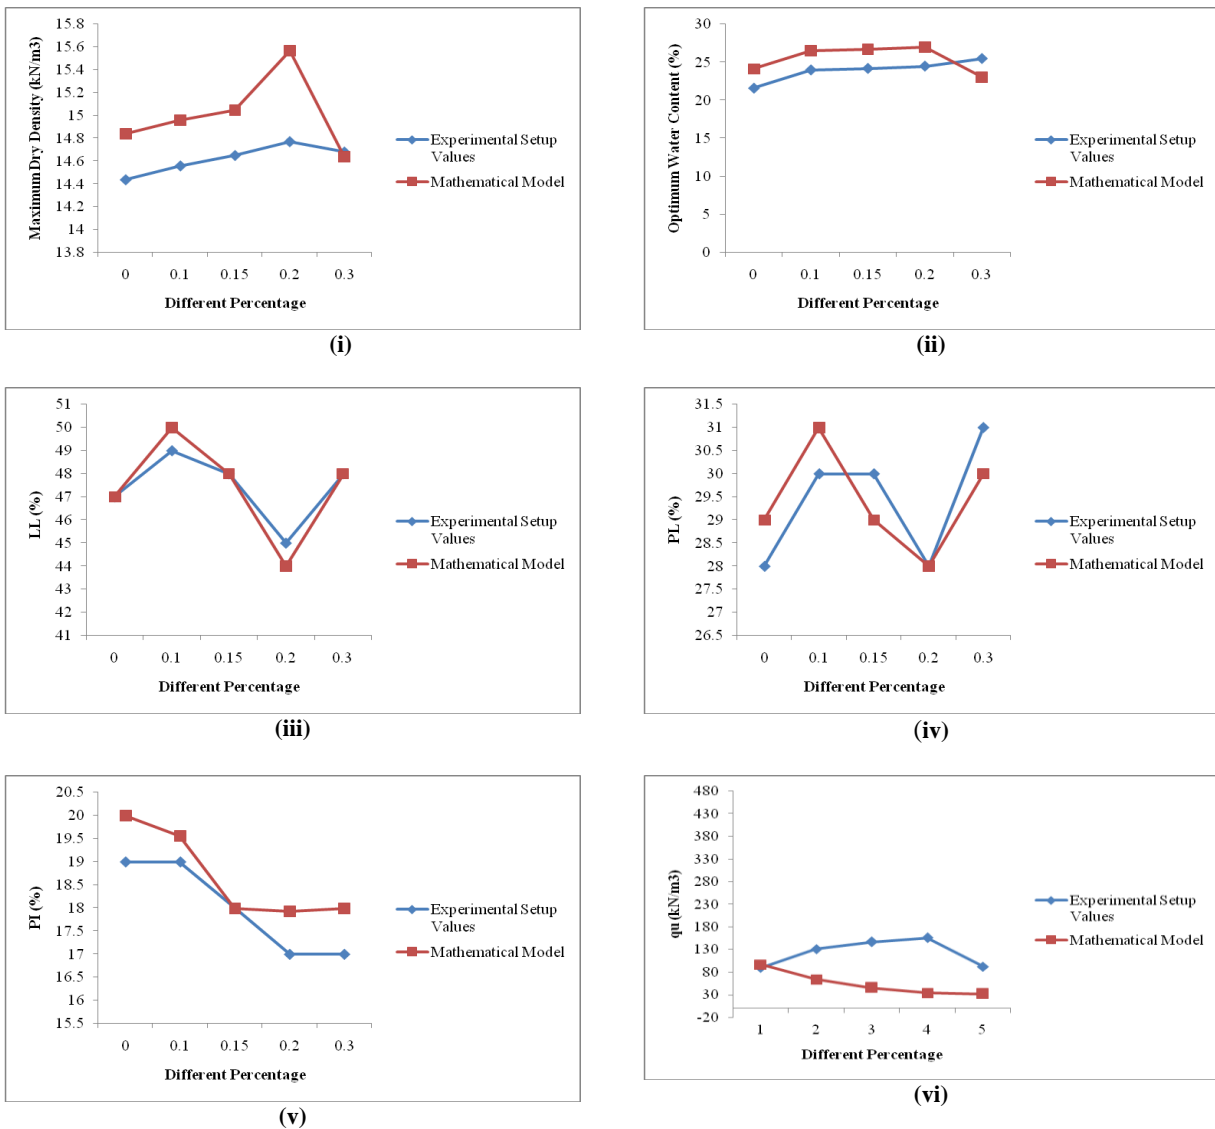 15.8
15.6
15.4
15.2
15
14.8
14.6
14.4
14.2
14
13.8
Maximum Dry Density (kN/m3)
0 0.1 0.15 0.2 0.3
Different Percentage
Experimental Setup
Values
Mathematical Model
(i)
30
25
20
15
10
5
0
Optimum Water Content (%)
0 0.1 0.15 0.2 0.3
Different Percentage
Experimental Setup
Values
Mathematical Model
(ii)
51
50
49
48
47
46
45
44
43
42
41
LL (%)
0 0.1 0.15 0.2 0.3
Different Percentage
Experimental Setup
Values
Mathematical Model
(iii)
31.5
31
30.5
30
29.5
29
28.5
28
27.5
27
26.5
PL (%)
0 0.1 0.15 0.2 0.3
Different Percentage
Experimental Setup
Values
Mathematical Model
(iv)
20.5
20
19.5
19
18.5
18
17.5
17
16.5
16
15.5
PI (%)
0 0.1 0.15 0.2 0.3
Different Percentage
Experimental Setup
Values
Mathematical Model
(v)
480
430
380
330
280
230
180
130
80
30
-20
qu (kN/m3)
1 2 3 4 5
Different Percentage
Experimental Setup
Values
Mathematical Model
(vi)